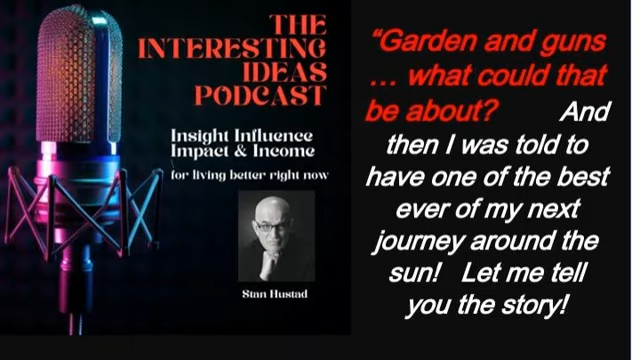 THE
INTERESTING
IDEAS
PODCAST
Insight Influence
Impact & Income
for living better right now
Stan Hustad
“Garden and guns
... what could that
be about? And
then I was told to
have one of the best
ever of my next
journey around the
sun! Let me tell
you the story!